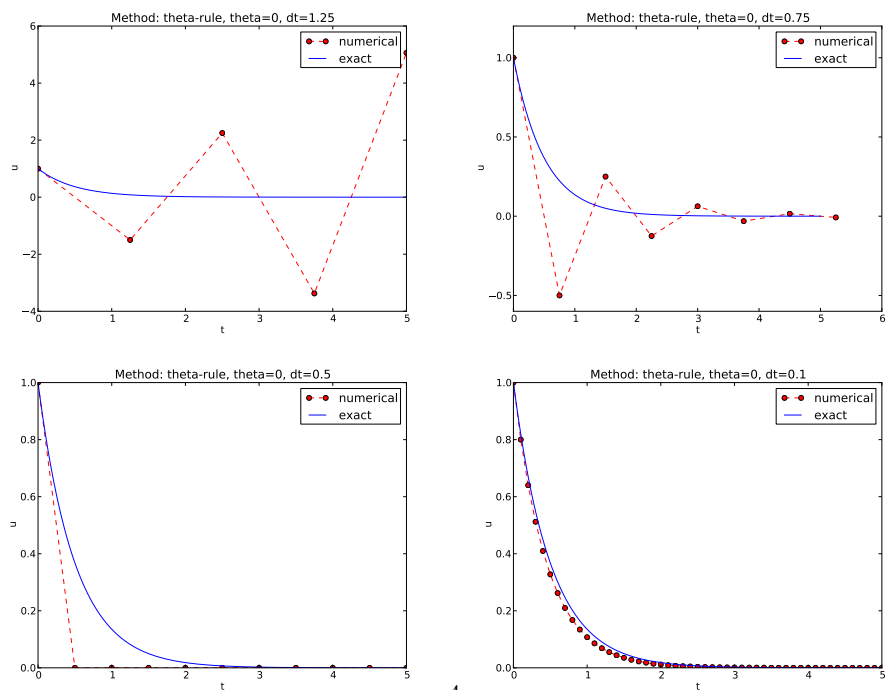 Method: theta-rule, theta=0, dt=1.25
numerical
exact
6
4
2
0
−2
−4
0
1
2
3
4
5
u
t
Method: theta-rule, theta=0, dt=0.75
numerical
exact
1.0
0.5
0.0
−0.5
0
1
2
3
4
5
6
u
t
Method: theta-rule, theta=0, dt=0.5
numerical
exact
1.0
0.8
0.6
0.4
0.2
0.0
0
1
2
3
4
5
u
t
Method: theta-rule, theta=0, dt=0.1
numerical
exact
1.0
0.8
0.6
0.4
0.2
0.0
0
1
2
3
4
5
u
t